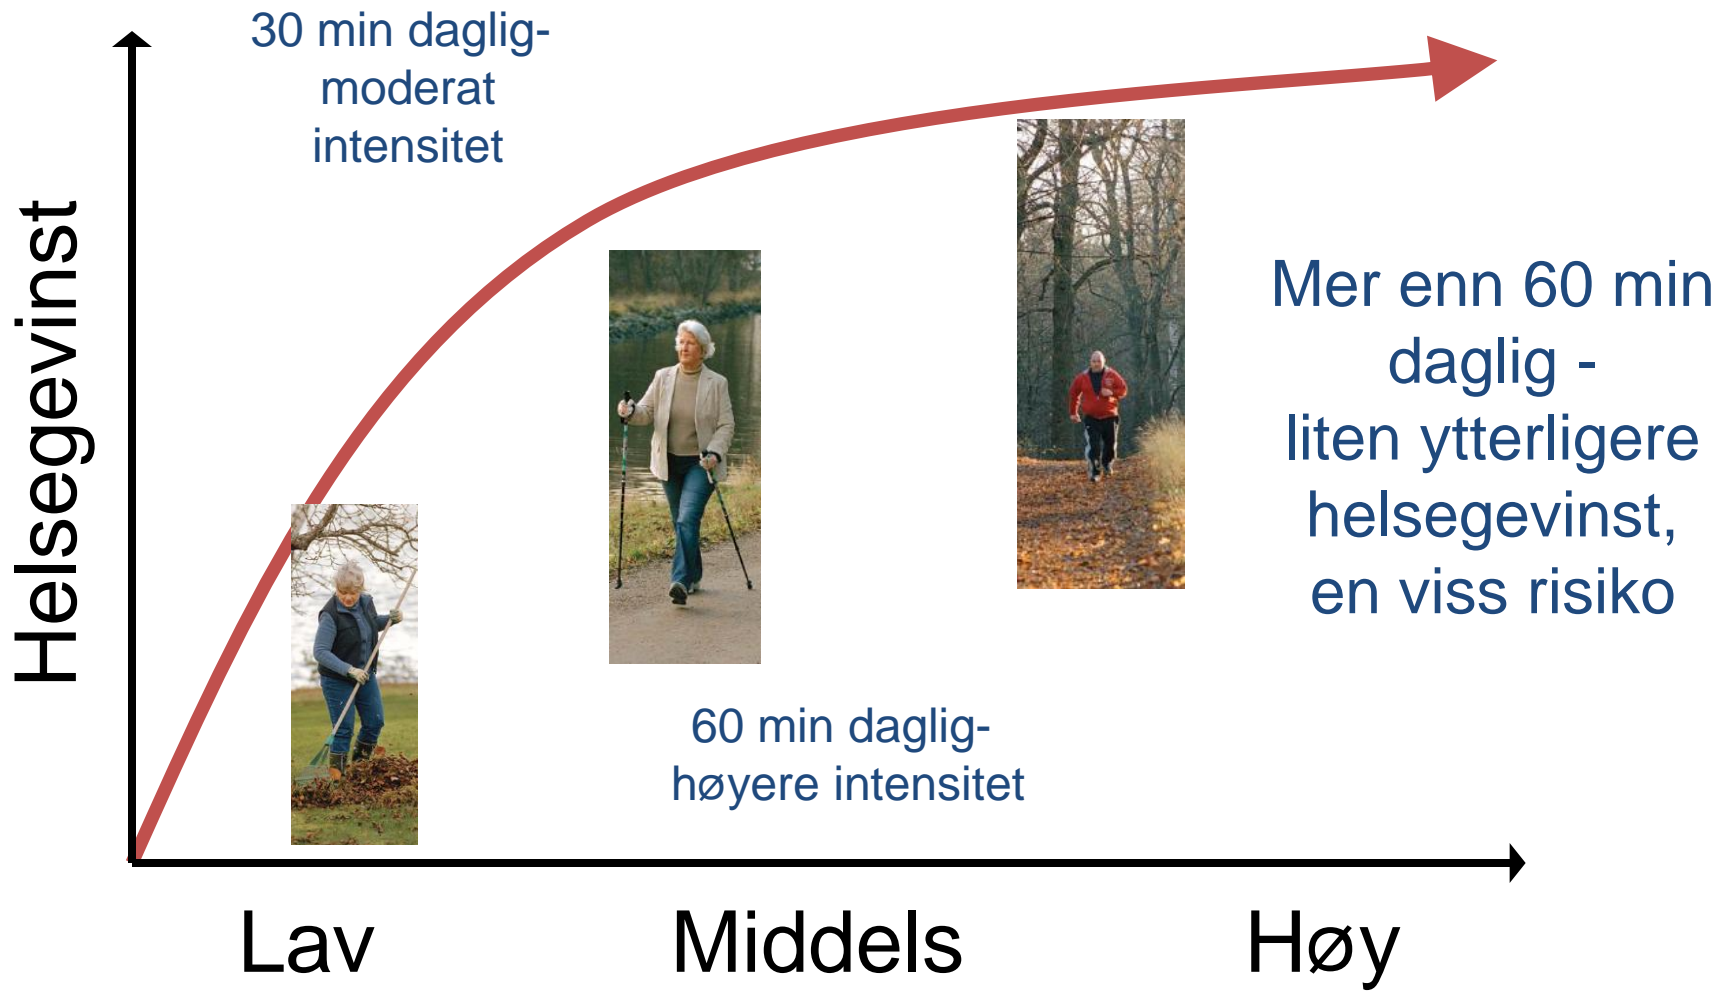 30 min daglig-
moderat
intensitet
Helsegevinst
Mer enn 60 min
daglig -
liten ytterligere
helsegevinst,
en viss risiko
60 min daglig-
høyere intensitet
Lav
Middels
Høy